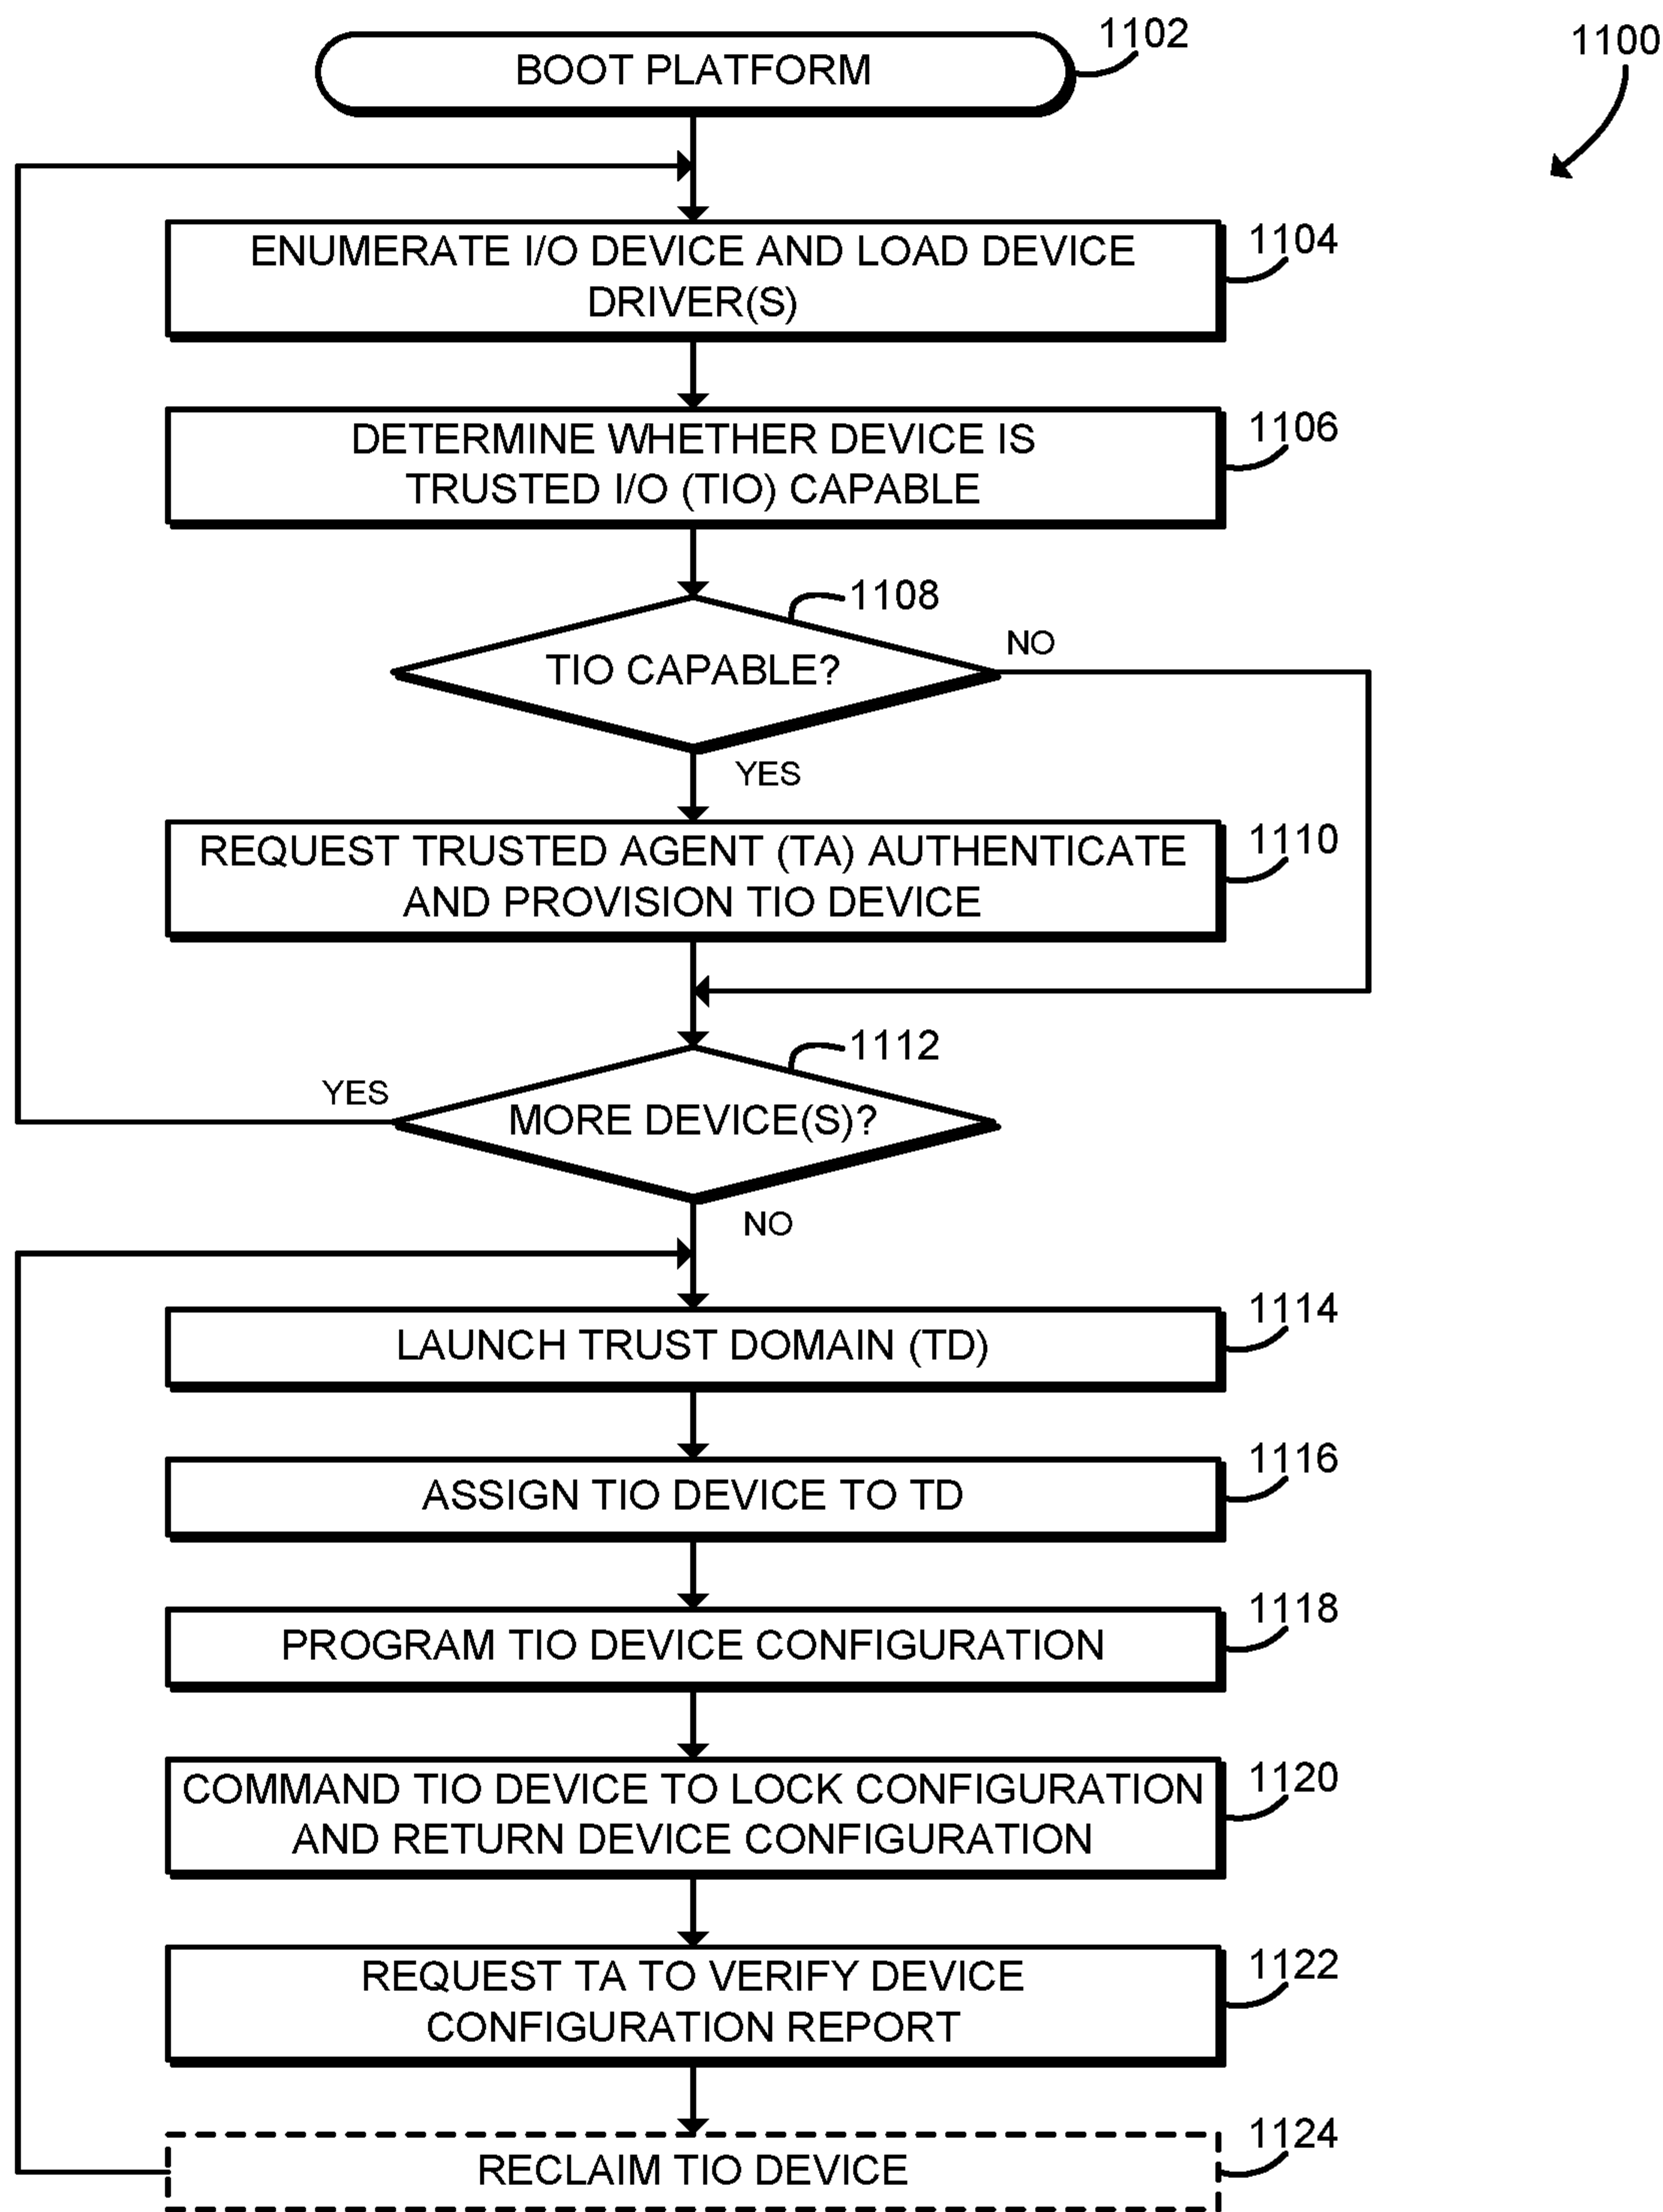 1102
1100
BOOT PLATFORM
1104
ENUMERATE I/O DEVICE AND LOAD DEVICE
DRIVER(S)
1106
DETERMINE WHETHER DEVICE IS
TRUSTED I/O (TIO) CAPABLE
1108
NO
TIO CAPABLE?
YES
1110
REQUEST TRUSTED AGENT (TA) AUTHENTICATE
AND PROVISION TIO DEVICE
1112
YES
MORE DEVICE(S)?
NO
1114
LAUNCH TRUST DOMAIN (TD)
1116
ASSIGN TIO DEVICE TO TD
1118
PROGRAM TIO DEVICE CONFIGURATION
1120
COMMAND TIO DEVICE TO LOCK CONFIGURATION
AND RETURN DEVICE CONFIGURATION
1122
REQUEST TA TO VERIFY DEVICE
CONFIGURATION REPORT
1124
RECLAIM TIO DEVICE